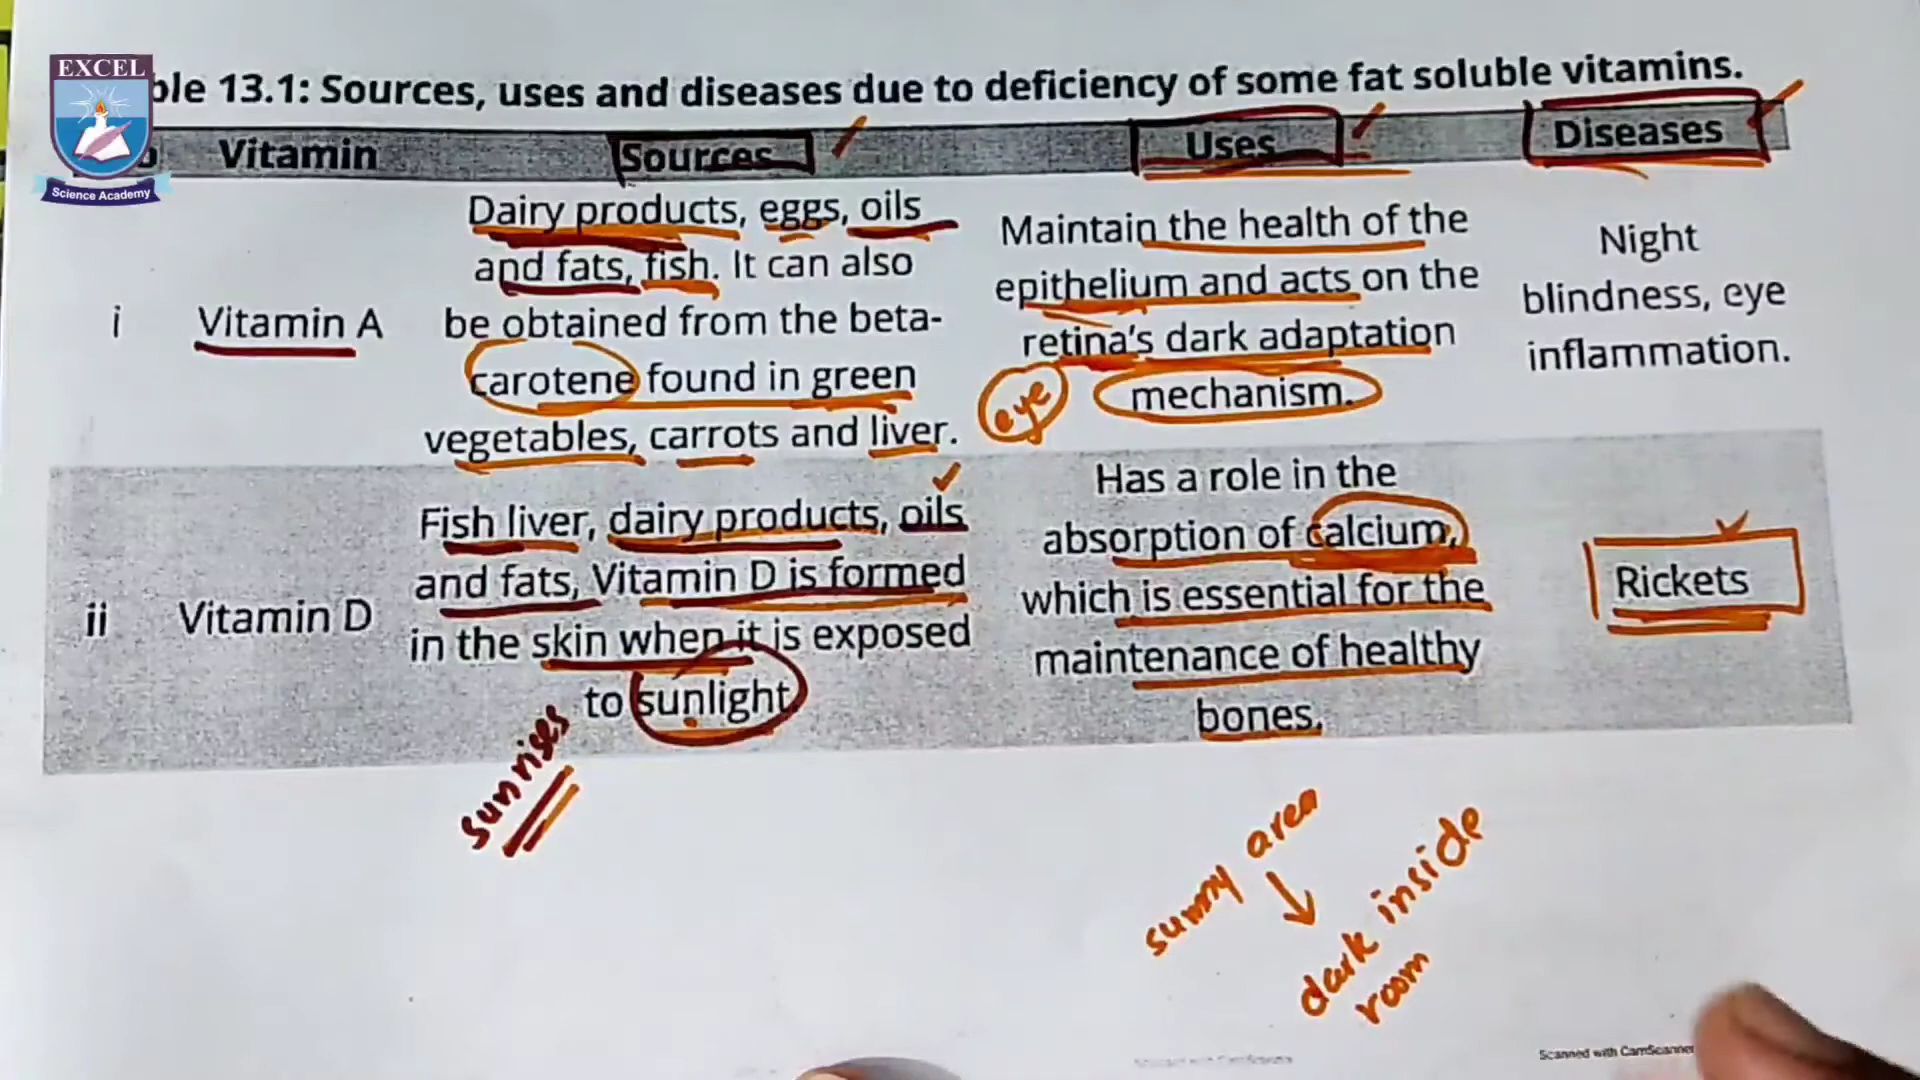 EXCEL
Science Academy
ble 13.1: Sources, uses and diseases due to deficiency of some fat soluble vitamins.
Vitamin Sources Uses Diseases
i Vitamin A
Dairy products, eggs, oils
and fats, fish. It can also
be obtained from the beta-
carotene found in green
vegetables, carrots and liver.
Maintain the health of the
epithelium and acts on the
retina's dark adaptation
mechanism.
eye
Night
blindness, eye
inflammation.
ii Vitamin D
Fish liver, dairy products, oils
and fats, Vitamin D is formed
in the skin when it is exposed
to sunlight
Has a role in the
absorption of calcium,
which is essential for the
maintenance of healthy
bones.
Rickets
sunrises
sunny area
dark inside
room
Scanned with CamScanner